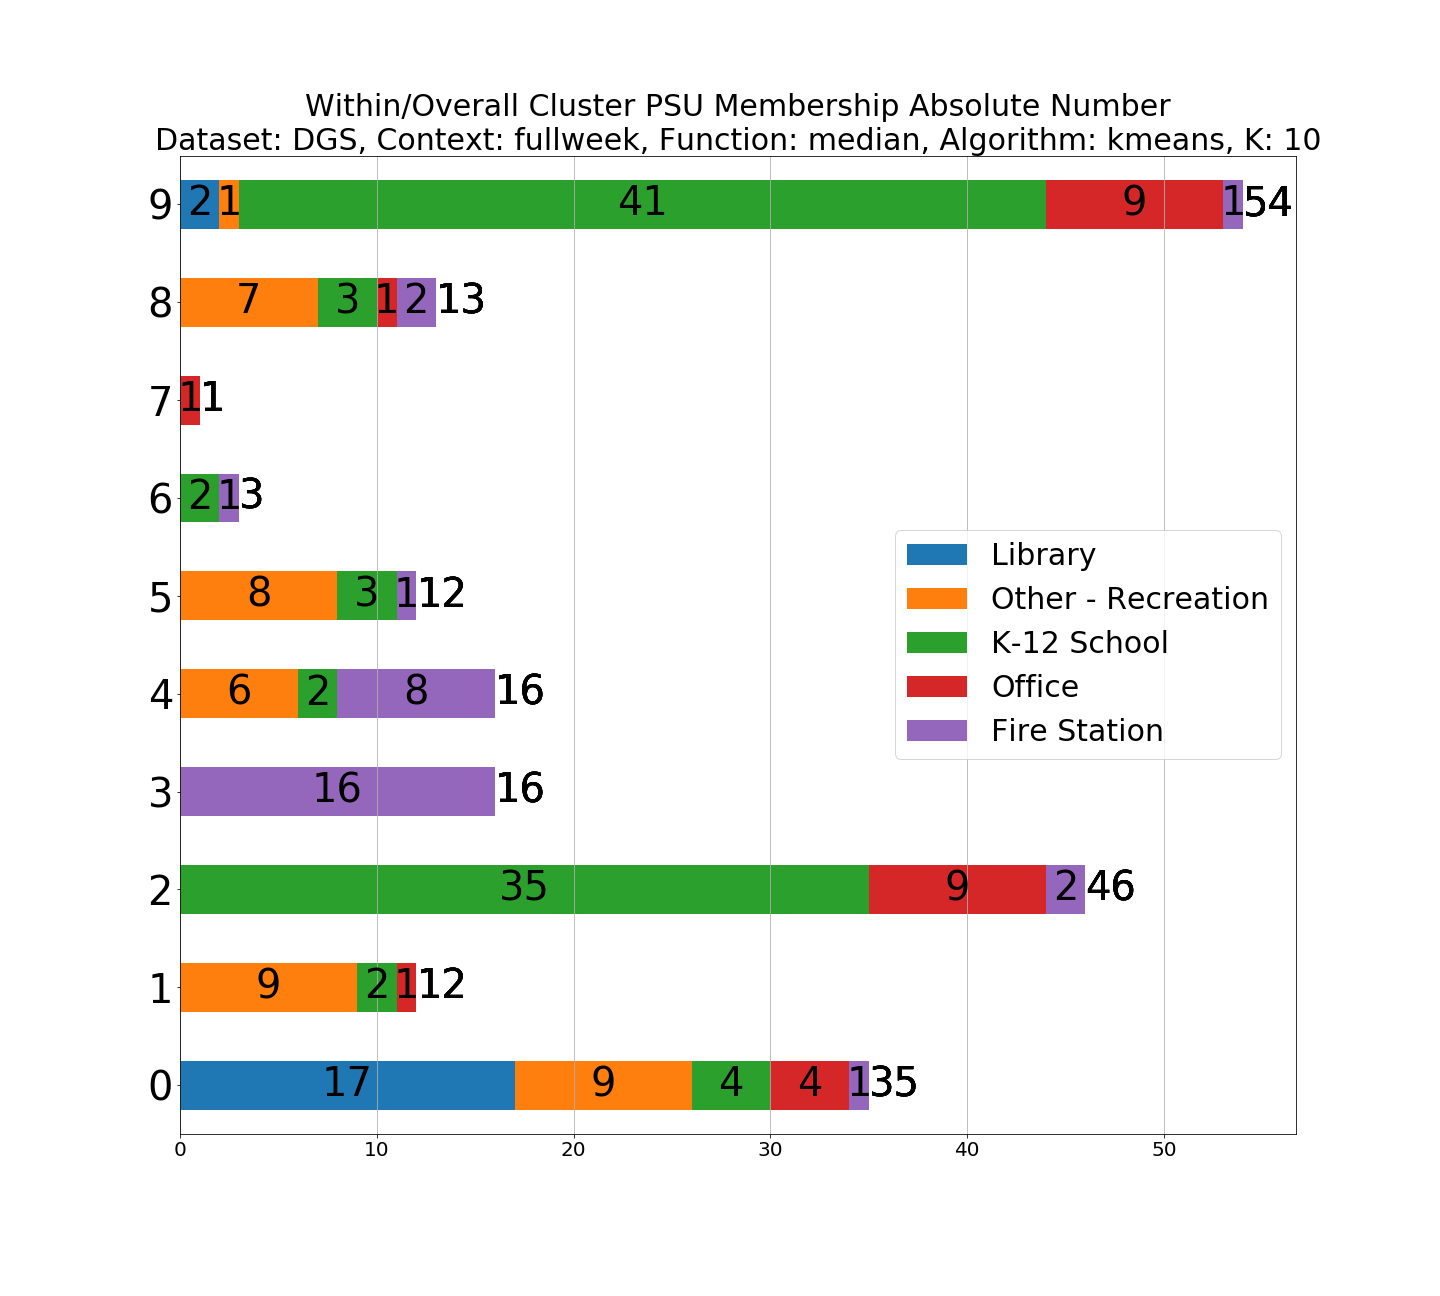 Within/Overall Cluster PSU Membership Absolute Number
Dataset: DGS, Context: fullweek, Function: median, Algorithm: kmeans, K: 10
9 2 1 41 9 1 54
8 7 3 1 2 13
7 1 1
6 2 1 3
5 8 3 1 12
4 6 2 8 16
3 16 16
2 35 9 2 46
1 9 2 1 12
0 17 9 4 4 1 35
0 10 20 30 40 50
Library
Other - Recreation
K-12 School
Office
Fire Station